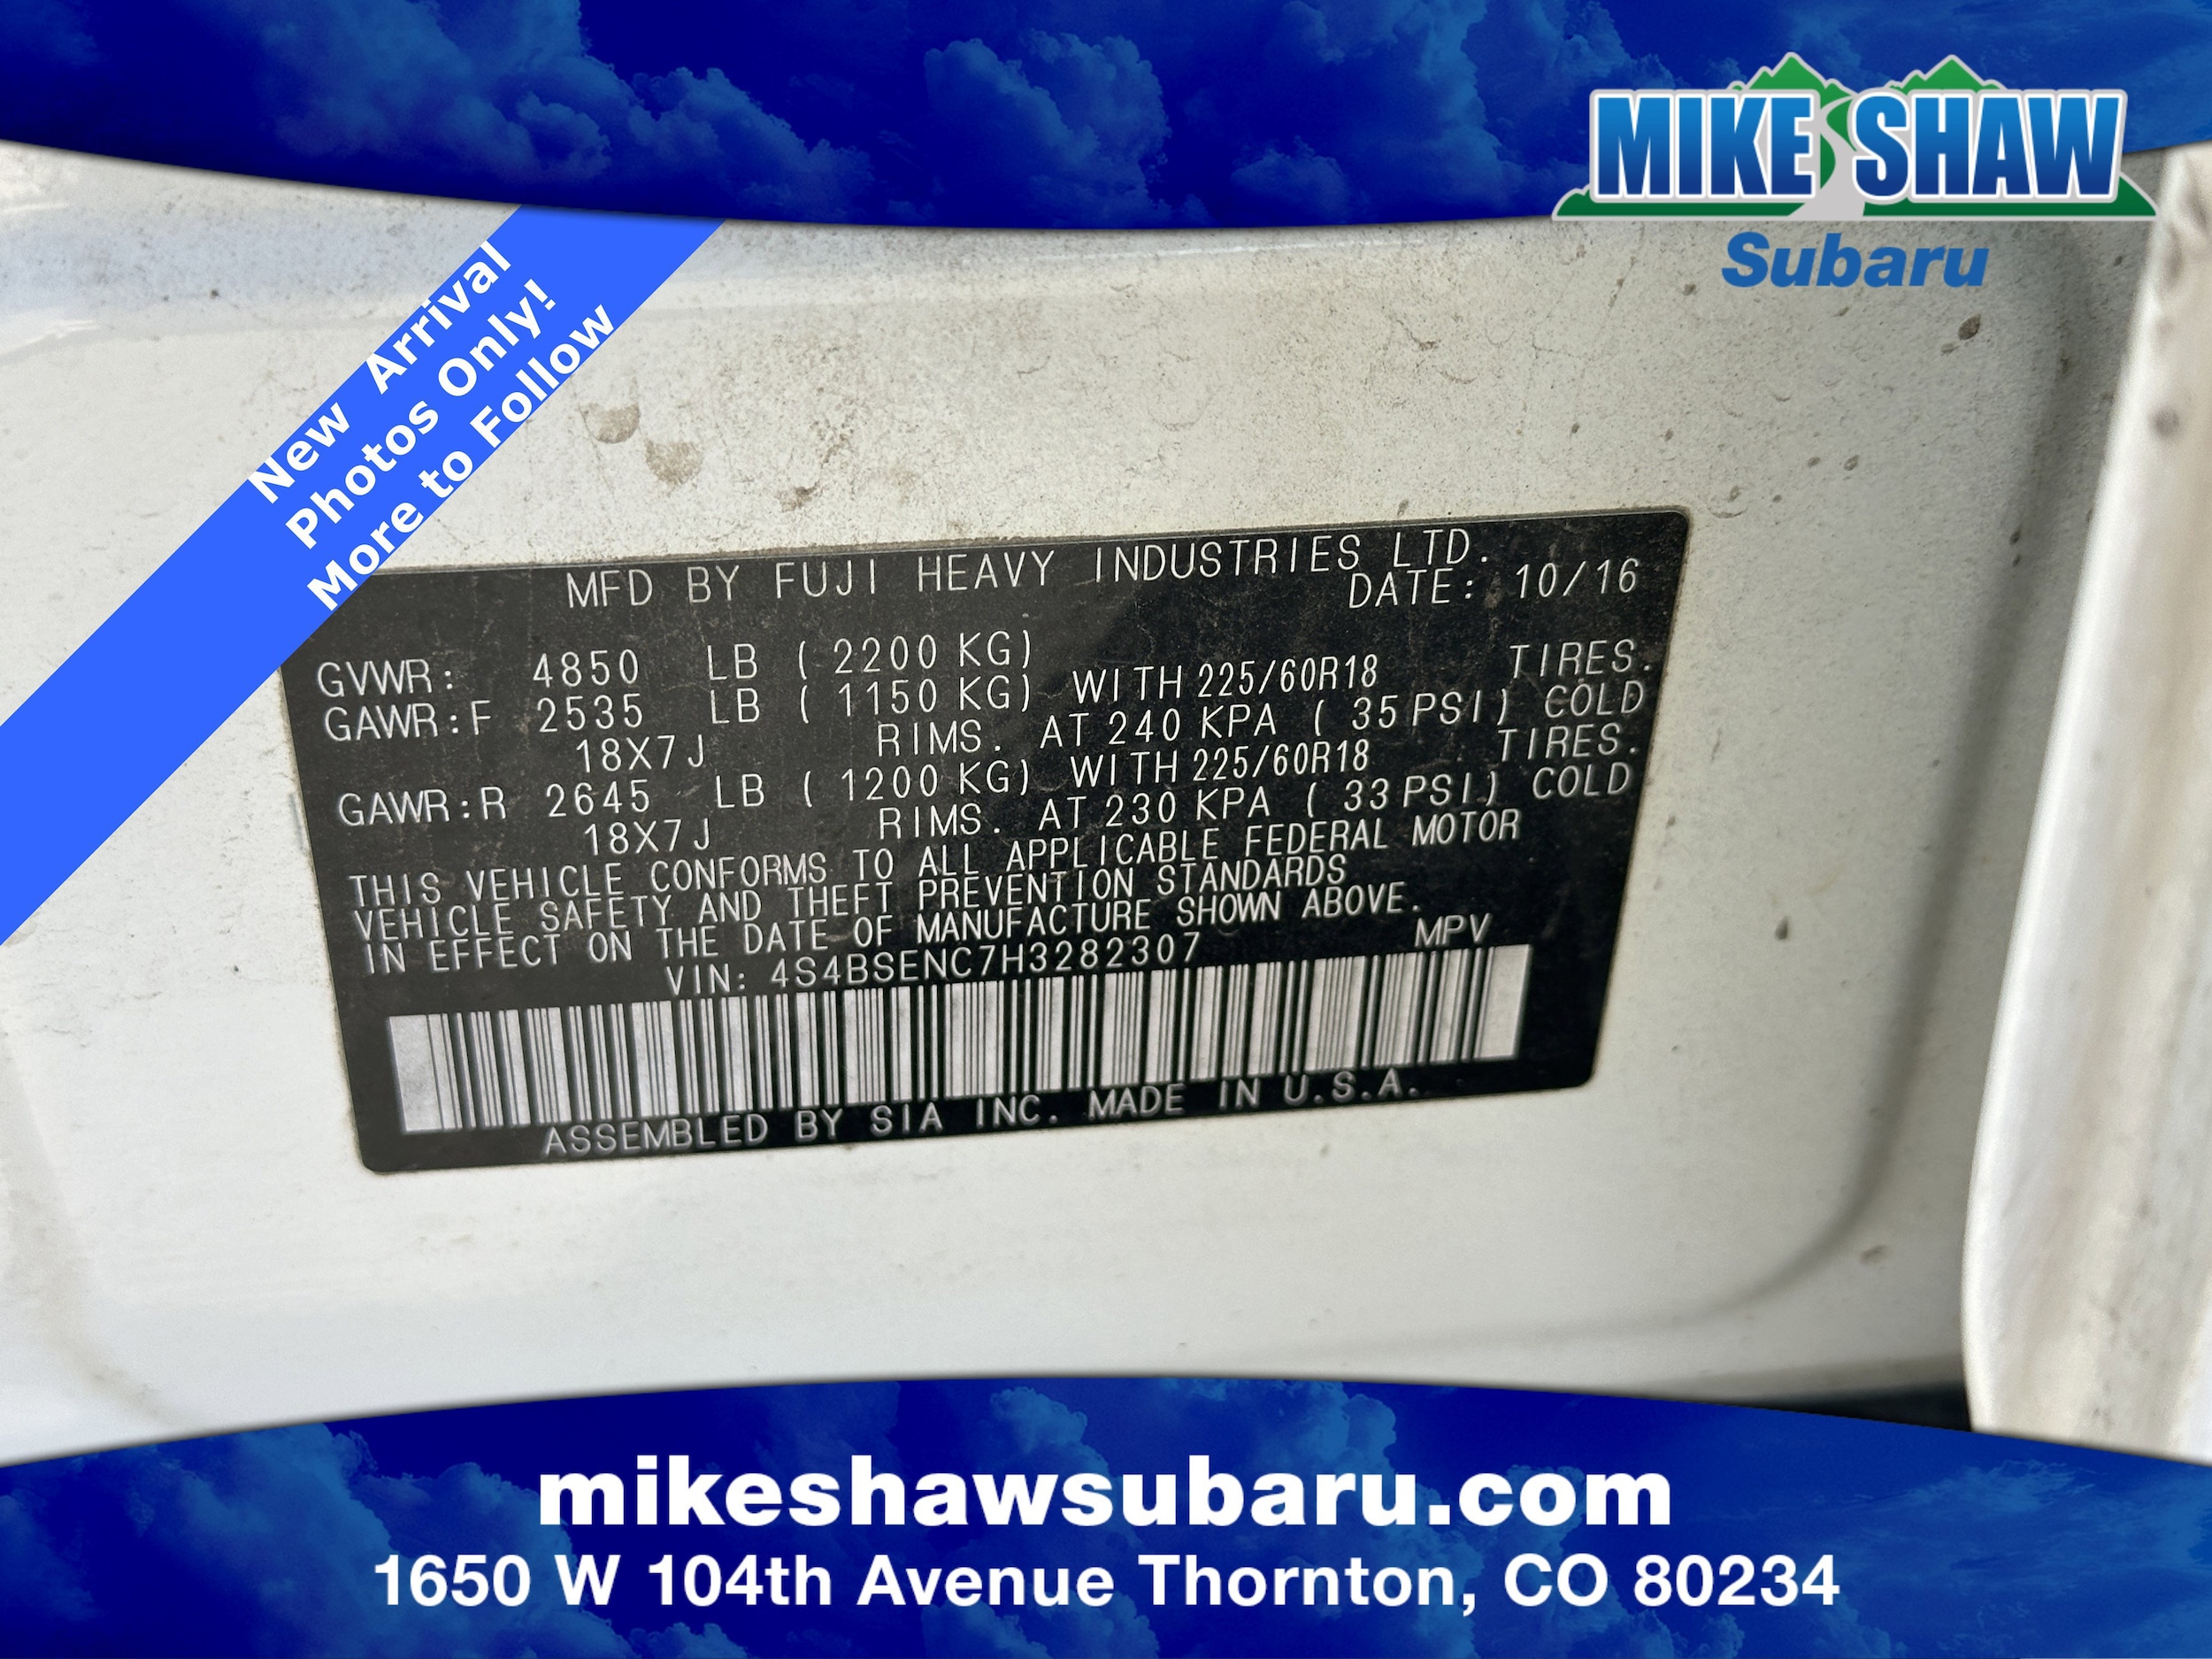 MIKE SHAW
Subaru
New Arrival
Photos Only!
More to Follow
MFD BY FUJI HEAVY INDUSTRIES LTD.
DATE: 10/16
GVWR: 4850 LB ( 2200 KG)
GAWR:F 2535 LB ( 1150 KG) WITH 225/60R18 TIRES.
18X7J RIMS. AT 240 KPA ( 35 PSI) COLD
GAWR:R 2645 LB ( 1200 KG) WITH 225/60R18 TIRES.
18X7J RIMS. AT 230 KPA ( 33 PSI) COLD
THIS VEHICLE CONFORMS TO ALL APPLICABLE FEDERAL MOTOR
VEHICLE SAFETY AND THEFT PREVENTION STANDARDS
IN EFFECT ON THE DATE OF MANUFACTURE SHOWN ABOVE.
VIN: 4S4BSENC7H3282307 MPV
ASSEMBLED BY SIA INC. MADE IN U.S.A.
mikeshawsubaru.com
1650 W 104th Avenue Thornton, CO 80234